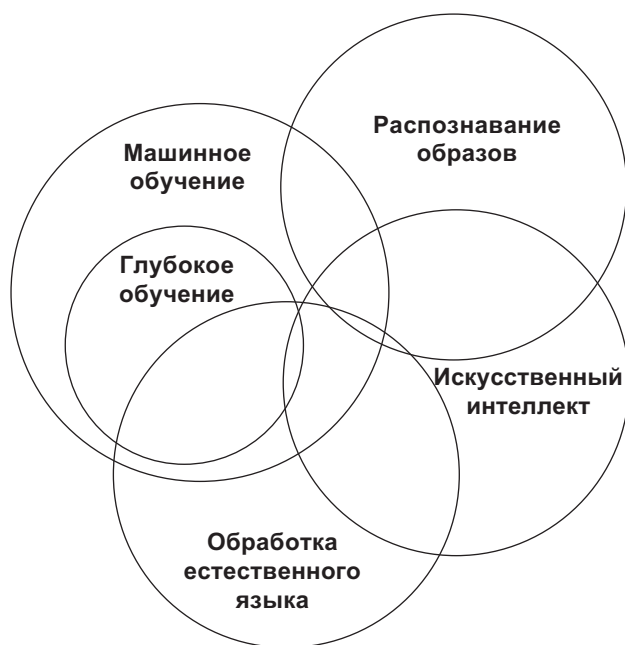 Распознавание
образов
Машинное
обучение
Глубокое
обучение
Искусственный
интеллект
Обработка
естественного
языка